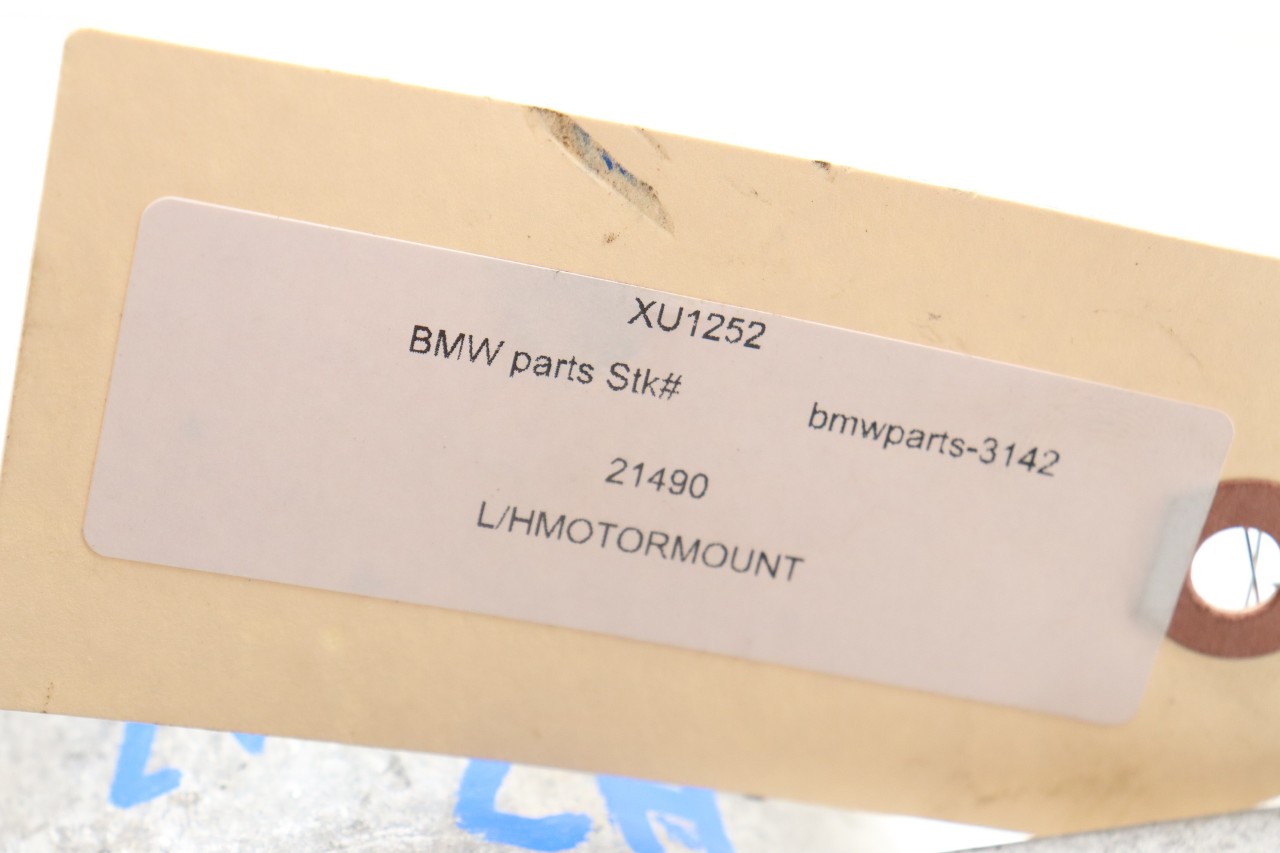 XU1252
BMW parts Stk#
bmwparts-3142
21490
L/HMOTORMOUNT